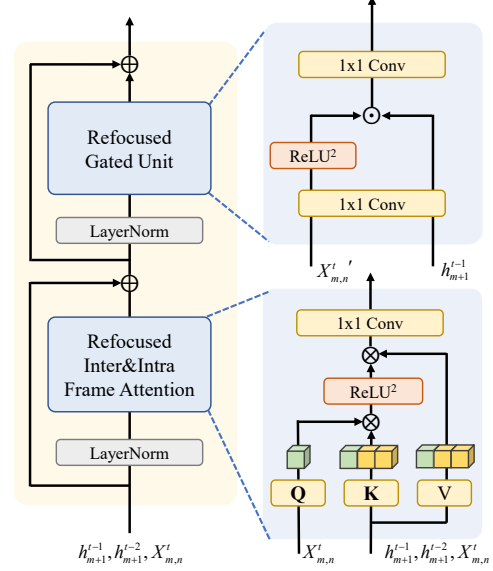 1x1 Conv
Refocused
Gated Unit
ReLU²
1x1 Conv
LayerNorm
X^t_{m,n}′
h^{t-1}_{m+1}
1x1 Conv
Refocused
Inter&Intra
Frame Attention
ReLU²
LayerNorm
Q
K
V
h^{t-1}_{m+1}, h^{t-2}_{m+1}, X^t_{m,n}
X^t_{m,n}
h^{t-1}_{m+1}, h^{t-2}_{m+1}, X^t_{m,n}